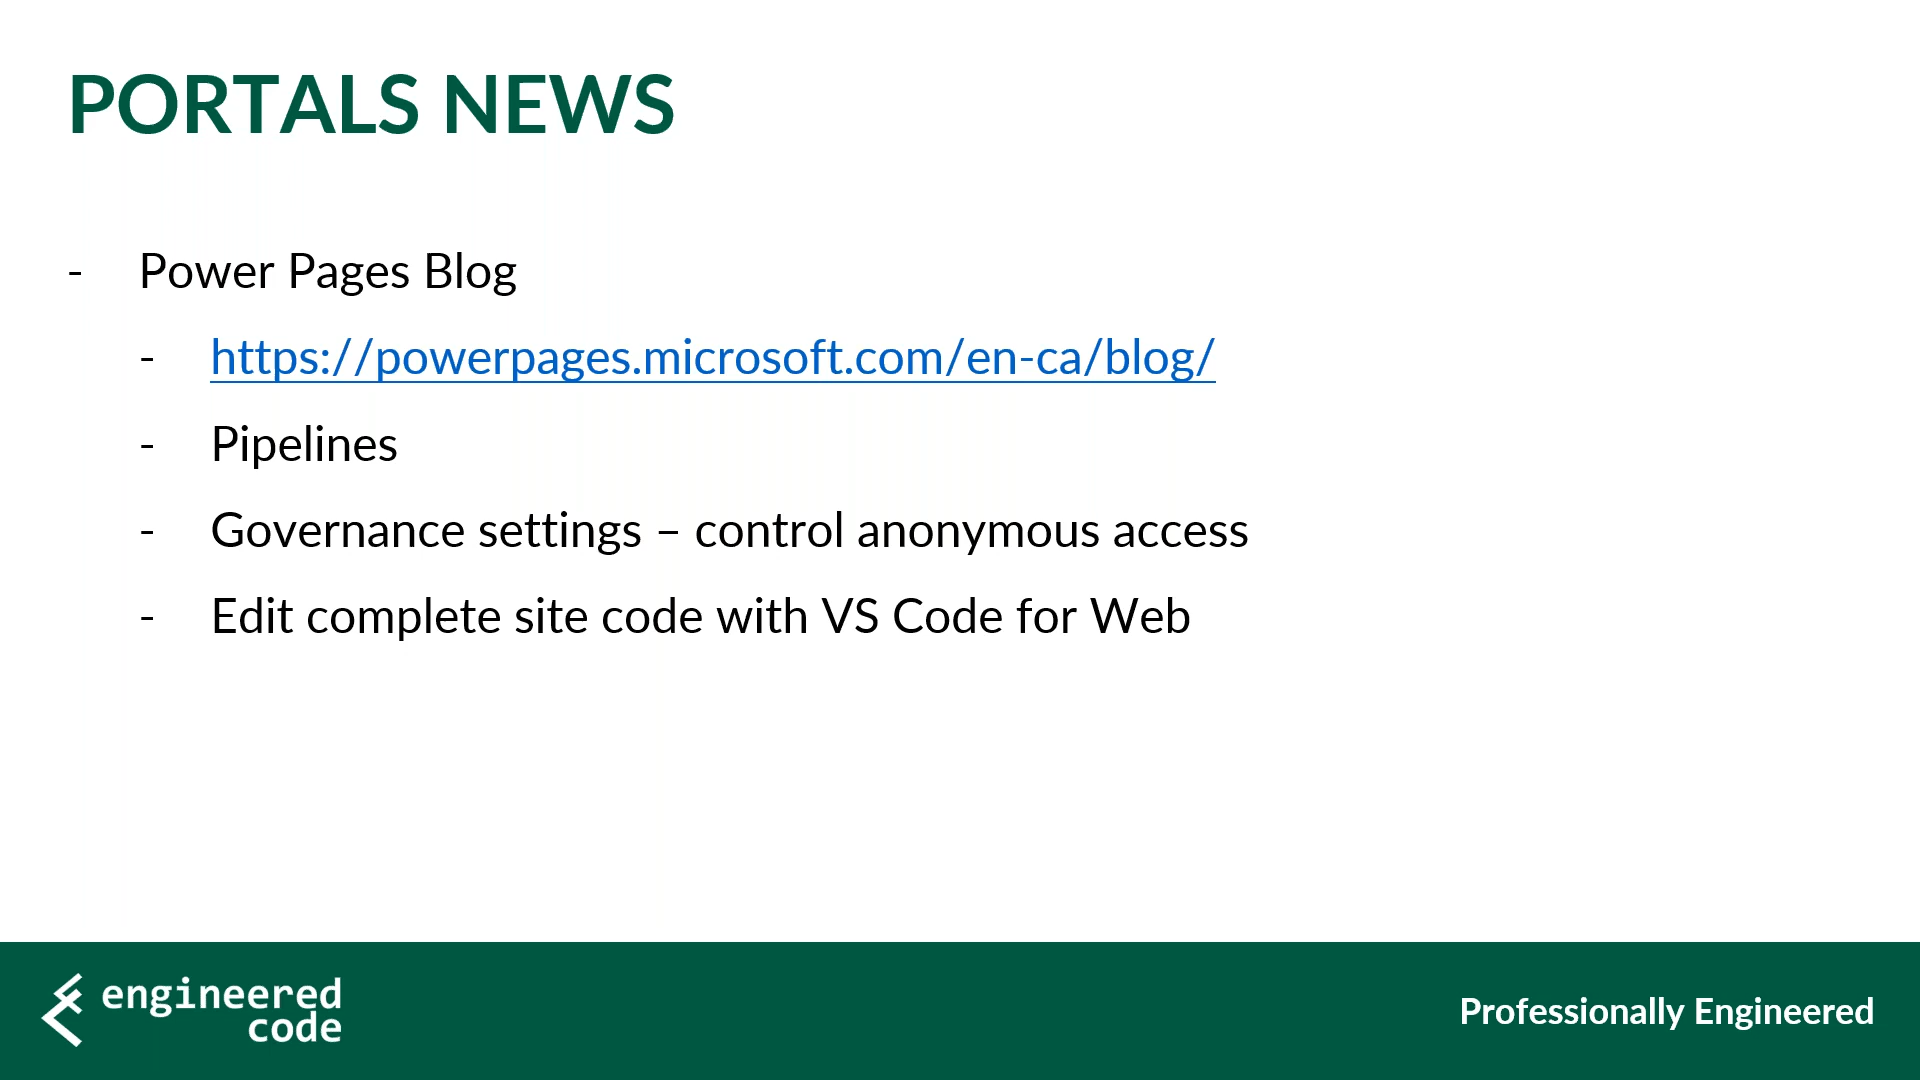 PORTALS NEWS
- Power Pages Blog
- https://powerpages.microsoft.com/en-ca/blog/
- Pipelines
- Governance settings – control anonymous access
- Edit complete site code with VS Code for Web
engineered
code
Professionally Engineered